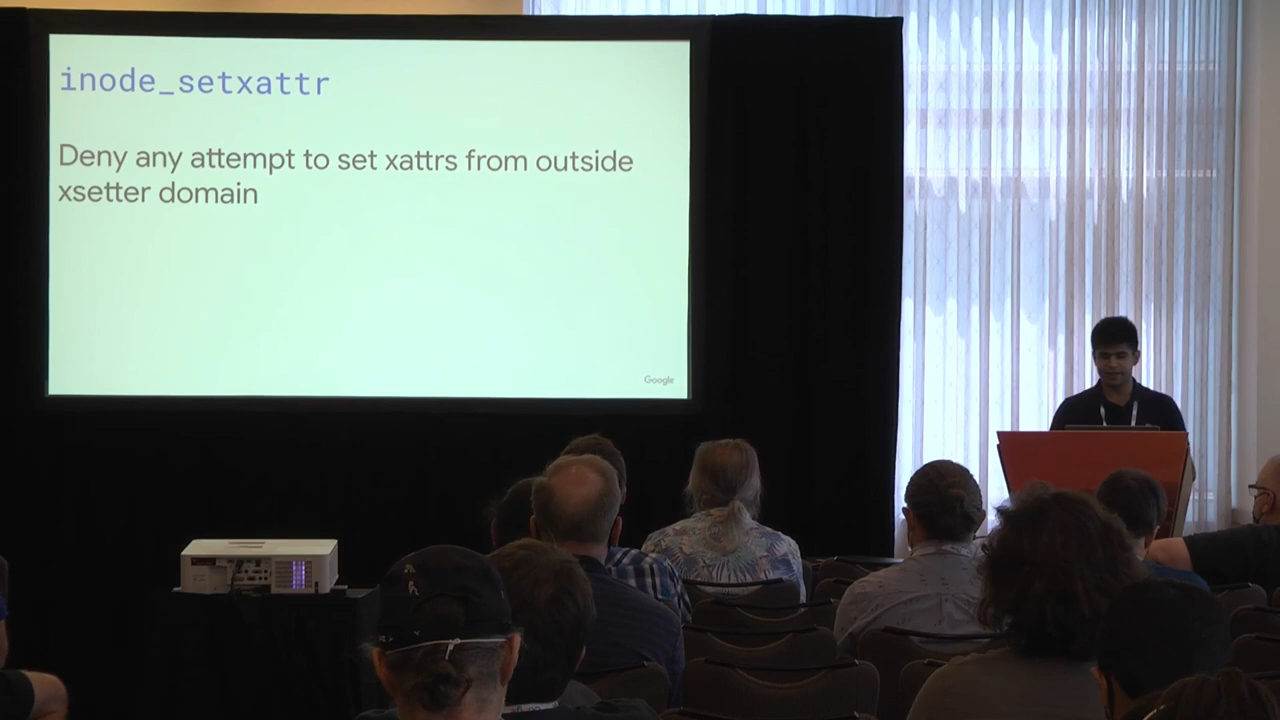 inode_setxattr
Deny any attempt to set xattrs from outside
xsetter domain
Google